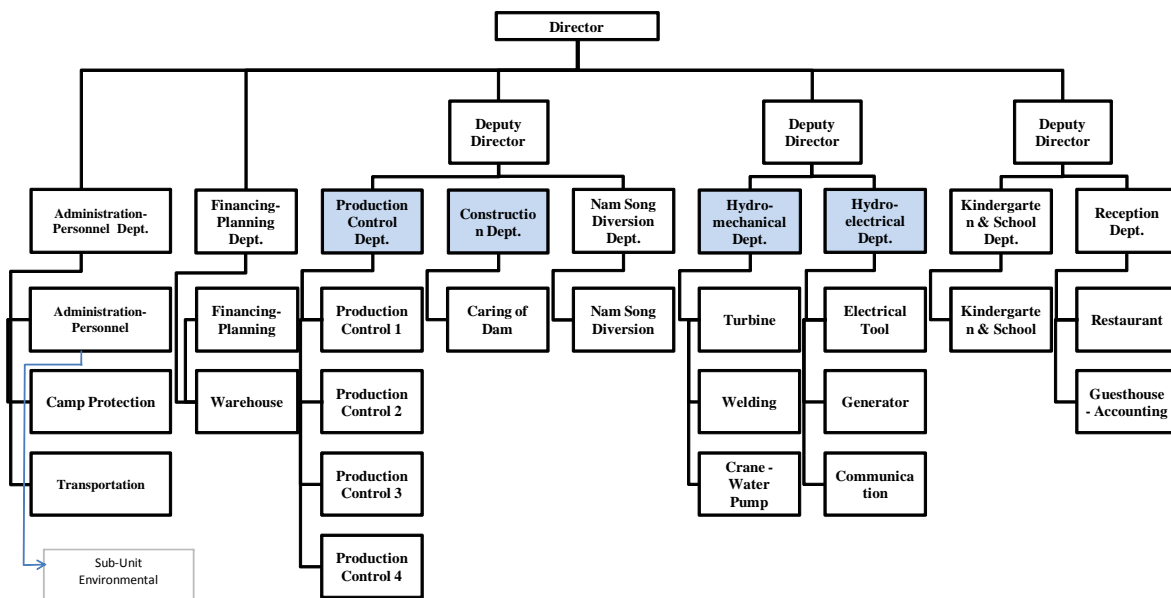 Director
Deputy
Director
Deputy
Director
Deputy
Director
Administration-
Personnel Dept.
Financing-
Planning
Dept.
Production
Control Dept.
Constructio
n Dept.
Nam Song
Diversion
Dept.
Hydro-
mechanical
Dept.
Hydro-
electrical
Dept.
Kindergarte
n & School
Dept.
Reception
Dept.
Administration-
Personnel
Financing-
Planning
Production
Control 1
Caring of
Dam
Nam Song
Diversion
Turbine
Electrical
Tool
Kindergarte
n & School
Restaurant
Camp Protection
Warehouse
Production
Control 2
Welding
Generator
Guesthouse
- Accounting
Transportation
Production
Control 3
Crane -
Water
Pump
Communica
tion
Sub-Unit
Environmental
Production
Control 4